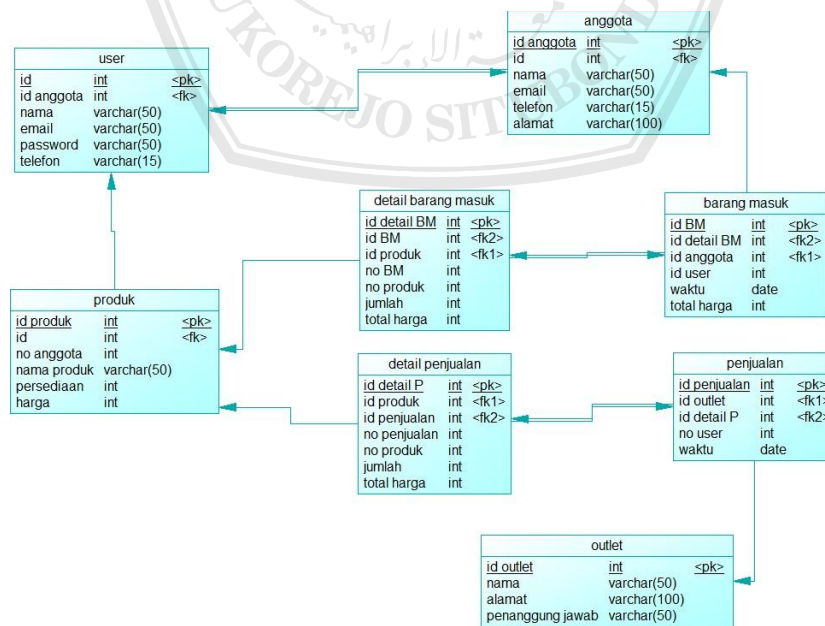 anggota
id anggota int <pk>
id int <fk>
nama varchar(50)
email varchar(50)
telefon varchar(15)
alamat varchar(100)
user
id int <pk>
id anggota int <fk>
nama varchar(50)
email varchar(50)
password varchar(50)
telefon varchar(15)
detail barang masuk
id detail BM int <pk>
id BM int <fk2>
id produk int <fk1>
no BM int
no produk int
jumlah int
total harga int
barang masuk
id BM int <pk>
id detail BM int <fk2>
id anggota int <fk1>
id user int
waktu date
total harga int
produk
id produk int <pk>
id int <fk>
no anggota int
nama produk varchar(50)
persediaan int
harga int
detail penjualan
id detail P int <pk>
id produk int <fk1>
id penjualan int <fk2>
no penjualan int
no produk int
jumlah int
total harga int
penjualan
id penjualan int <pk>
id outlet int <fk1>
id detail P int <fk2>
no user int
waktu date
outlet
id outlet int <pk>
nama varchar(50)
alamat varchar(100)
penanggung jawab varchar(50)